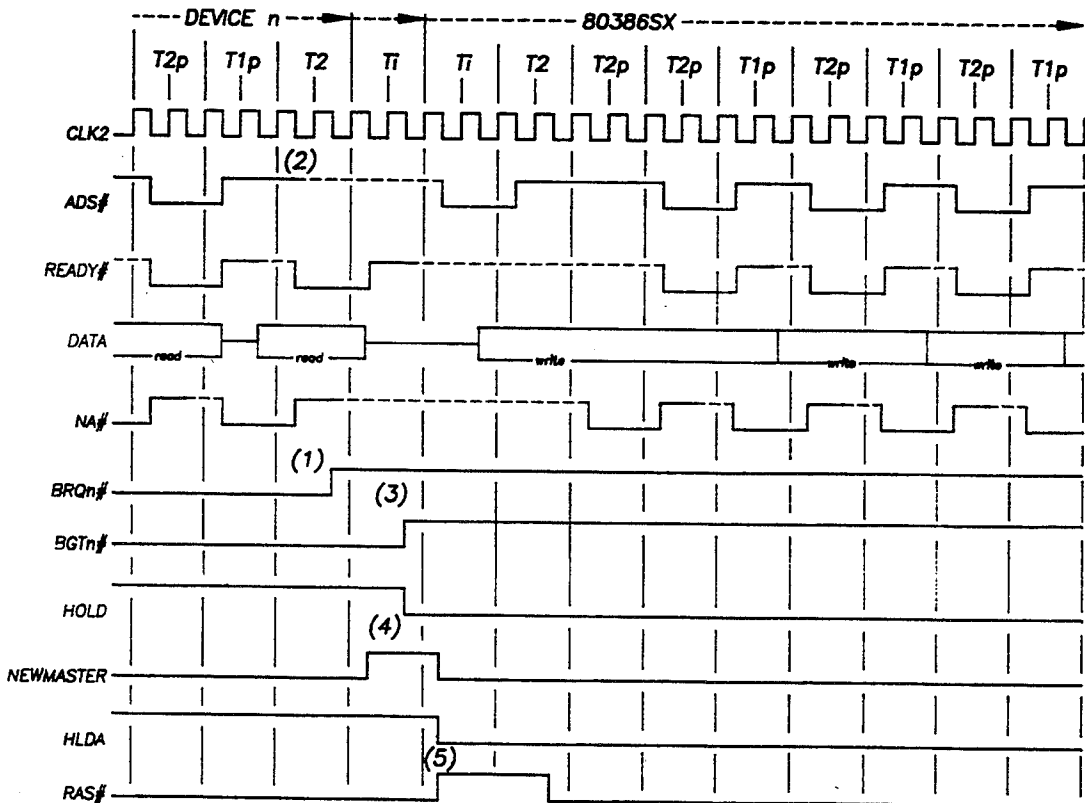 DEVICE n 80386SX
T2p T1p T2 Ti Ti T2 T2p T2p T1p T2p T1p T2p T1p
CLK2
(2)
ADS#
READY#
DATA
read read write write write
NA#
(1)
BRQn#
(3)
BGTn#
HOLD
(4)
NEWMASTER
HLDA
(5)
RAS#